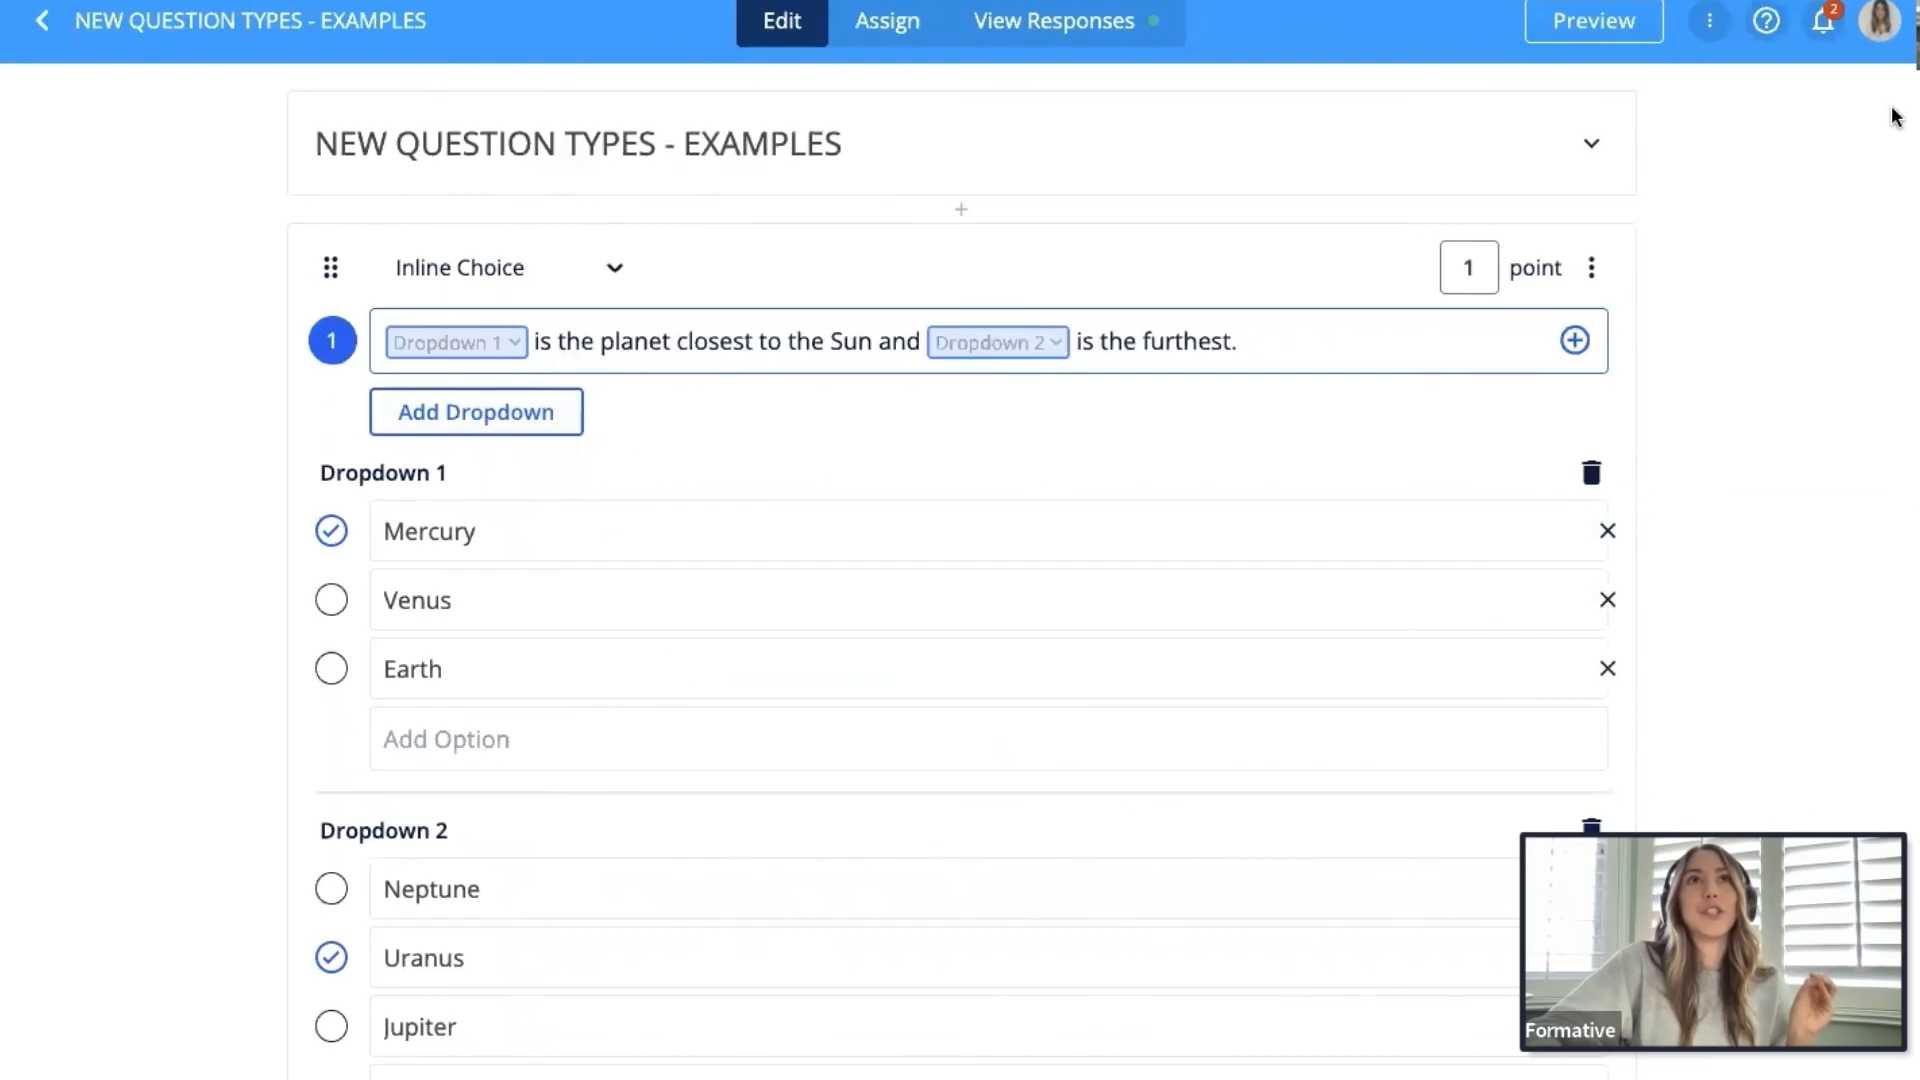 NEW QUESTION TYPES - EXAMPLES
Edit
Assign
View Responses
Preview
2
NEW QUESTION TYPES - EXAMPLES
+
Inline Choice
1
point
1
Dropdown 1 is the planet closest to the Sun and Dropdown 2 is the furthest.
Add Dropdown
Dropdown 1
Mercury
Venus
Earth
Add Option
Dropdown 2
Neptune
Uranus
Jupiter
Formative